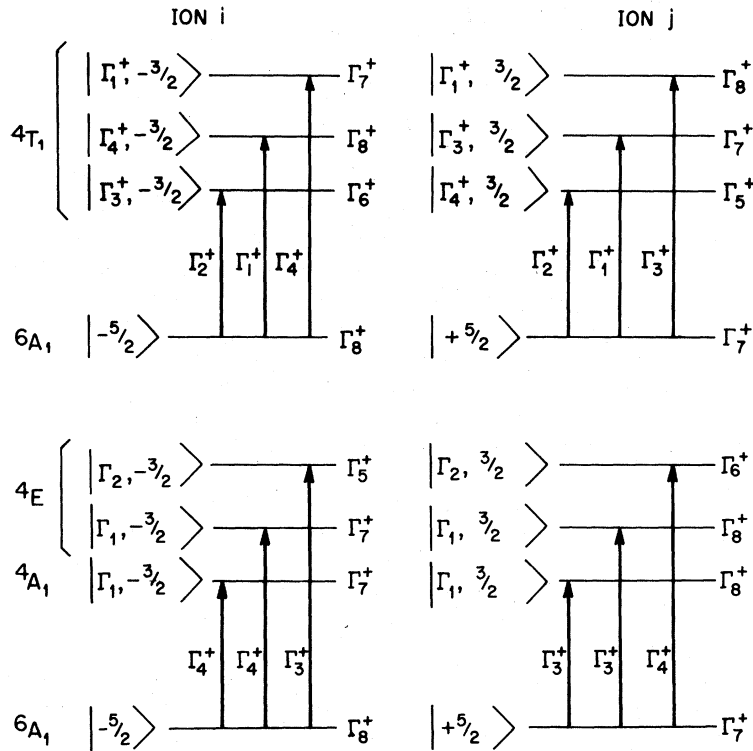 ION i ION j
|Γ₁⁺, -3/2⟩ Γ₇⁺ |Γ₁⁺, 3/2⟩ Γ₈⁺
⁴T₁ |Γ₄⁺, -3/2⟩ Γ₈⁺ |Γ₃⁺, 3/2⟩ Γ₇⁺
|Γ₃⁺, -3/2⟩ Γ₆⁺ |Γ₄⁺, 3/2⟩ Γ₅⁺
Γ₂⁺ Γ₁⁺ Γ₄⁺ Γ₂⁺ Γ₁⁺ Γ₃⁺
⁶A₁ |-5/2⟩ Γ₈⁺ |+5/2⟩ Γ₇⁺
|Γ₂, -3/2⟩ Γ₅⁺ |Γ₂, 3/2⟩ Γ₆⁺
⁴E
|Γ₁, -3/2⟩ Γ₇⁺ |Γ₁, 3/2⟩ Γ₈⁺
⁴A₁ |Γ₁, -3/2⟩ Γ₇⁺ |Γ₁, 3/2⟩ Γ₈⁺
Γ₄⁺ Γ₄⁺ Γ₃⁺ Γ₃⁺ Γ₃⁺ Γ₄⁺
⁶A₁ |-5/2⟩ Γ₈⁺ |+5/2⟩ Γ₇⁺